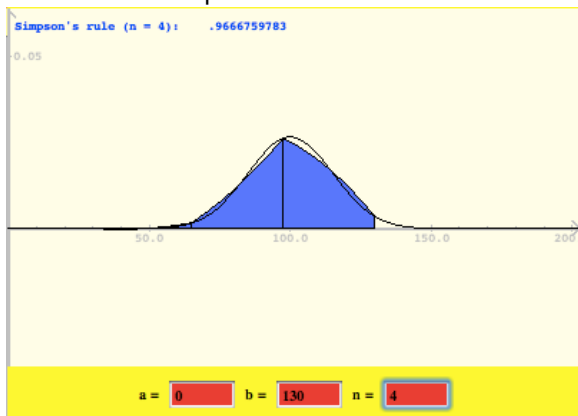 Simpson's rule (n = 4): .9666759783
0.05
50.0 100.0 150.0 200
a = 0 b = 130 n = 4